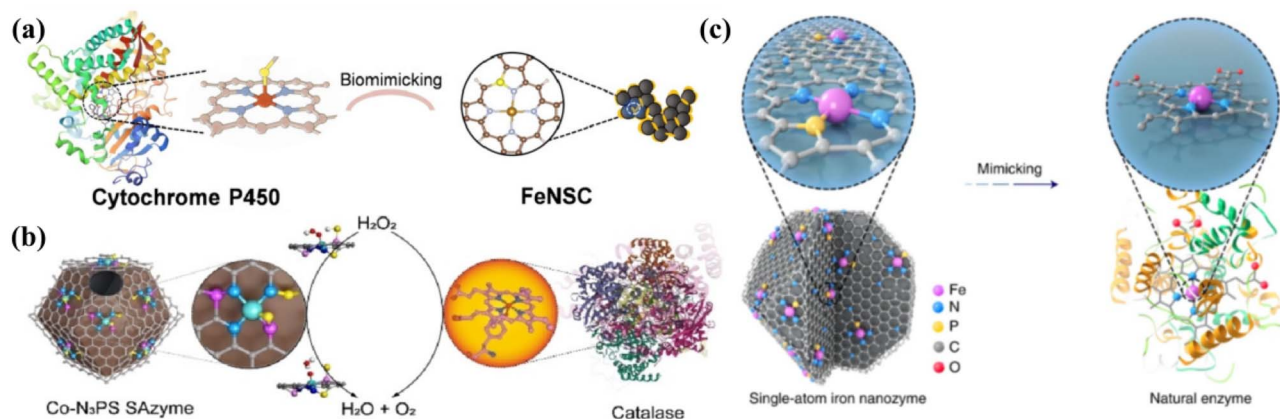 (a)
Biomimicking
Cytochrome P450
FeNSC
(b)
H₂O₂
H₂O + O₂
Co-N₃PS SAzyme
Catalase
(c)
Mimicking
Fe
N
P
C
O
Single-atom iron nanozyme
Natural enzyme